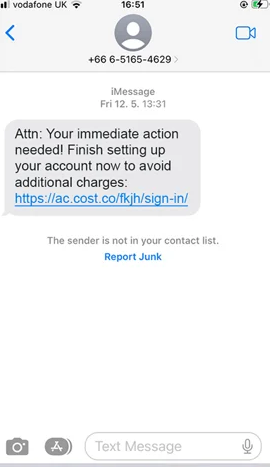 vodafone UK
16:51
+66 6-5165-4629
iMessage
Fri 12. 5. 13:31
Attn: Your immediate action
needed! Finish setting up
your account now to avoid
additional charges:
https://ac.cost.co/fkjh/sign-in/
The sender is not in your contact list.
Report Junk
Text Message